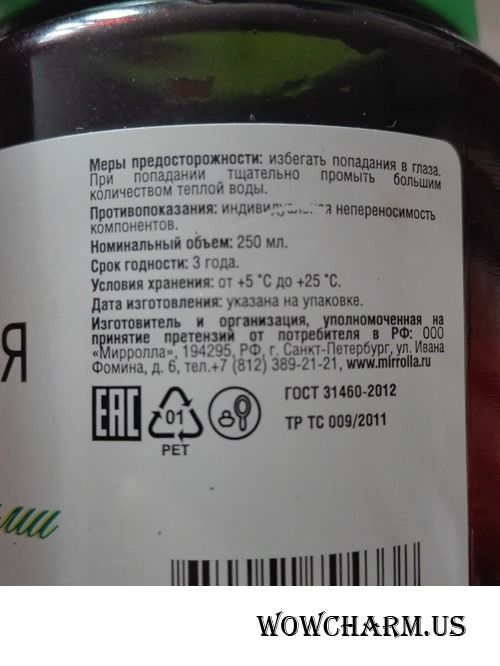 Меры предосторожности: избегать попадания в глаза.
При попадании тщательно промыть большим
количеством теплой воды.
Противопоказания: непереносимость
компонентов.
Номинальный объем: 250 мл.
Срок годности: 3 года.
Условия хранения: от +5 °С до +25 °С.
Дата изготовления: указана на упаковке.
Изготовитель и организация, уполномоченная на
принятие претензий от потребителя в РФ: ООО
«Мирролла», 194295, РФ, г. Санкт-Петербург, ул. Ивана
Фомина, д. 6, тел.+7 (812) 389-21-21, www.mirrolla.ru
Я
EAC
01
PET
ГОСТ 31460-2012
ТР ТС 009/2011
ми
WOWCHARM.US